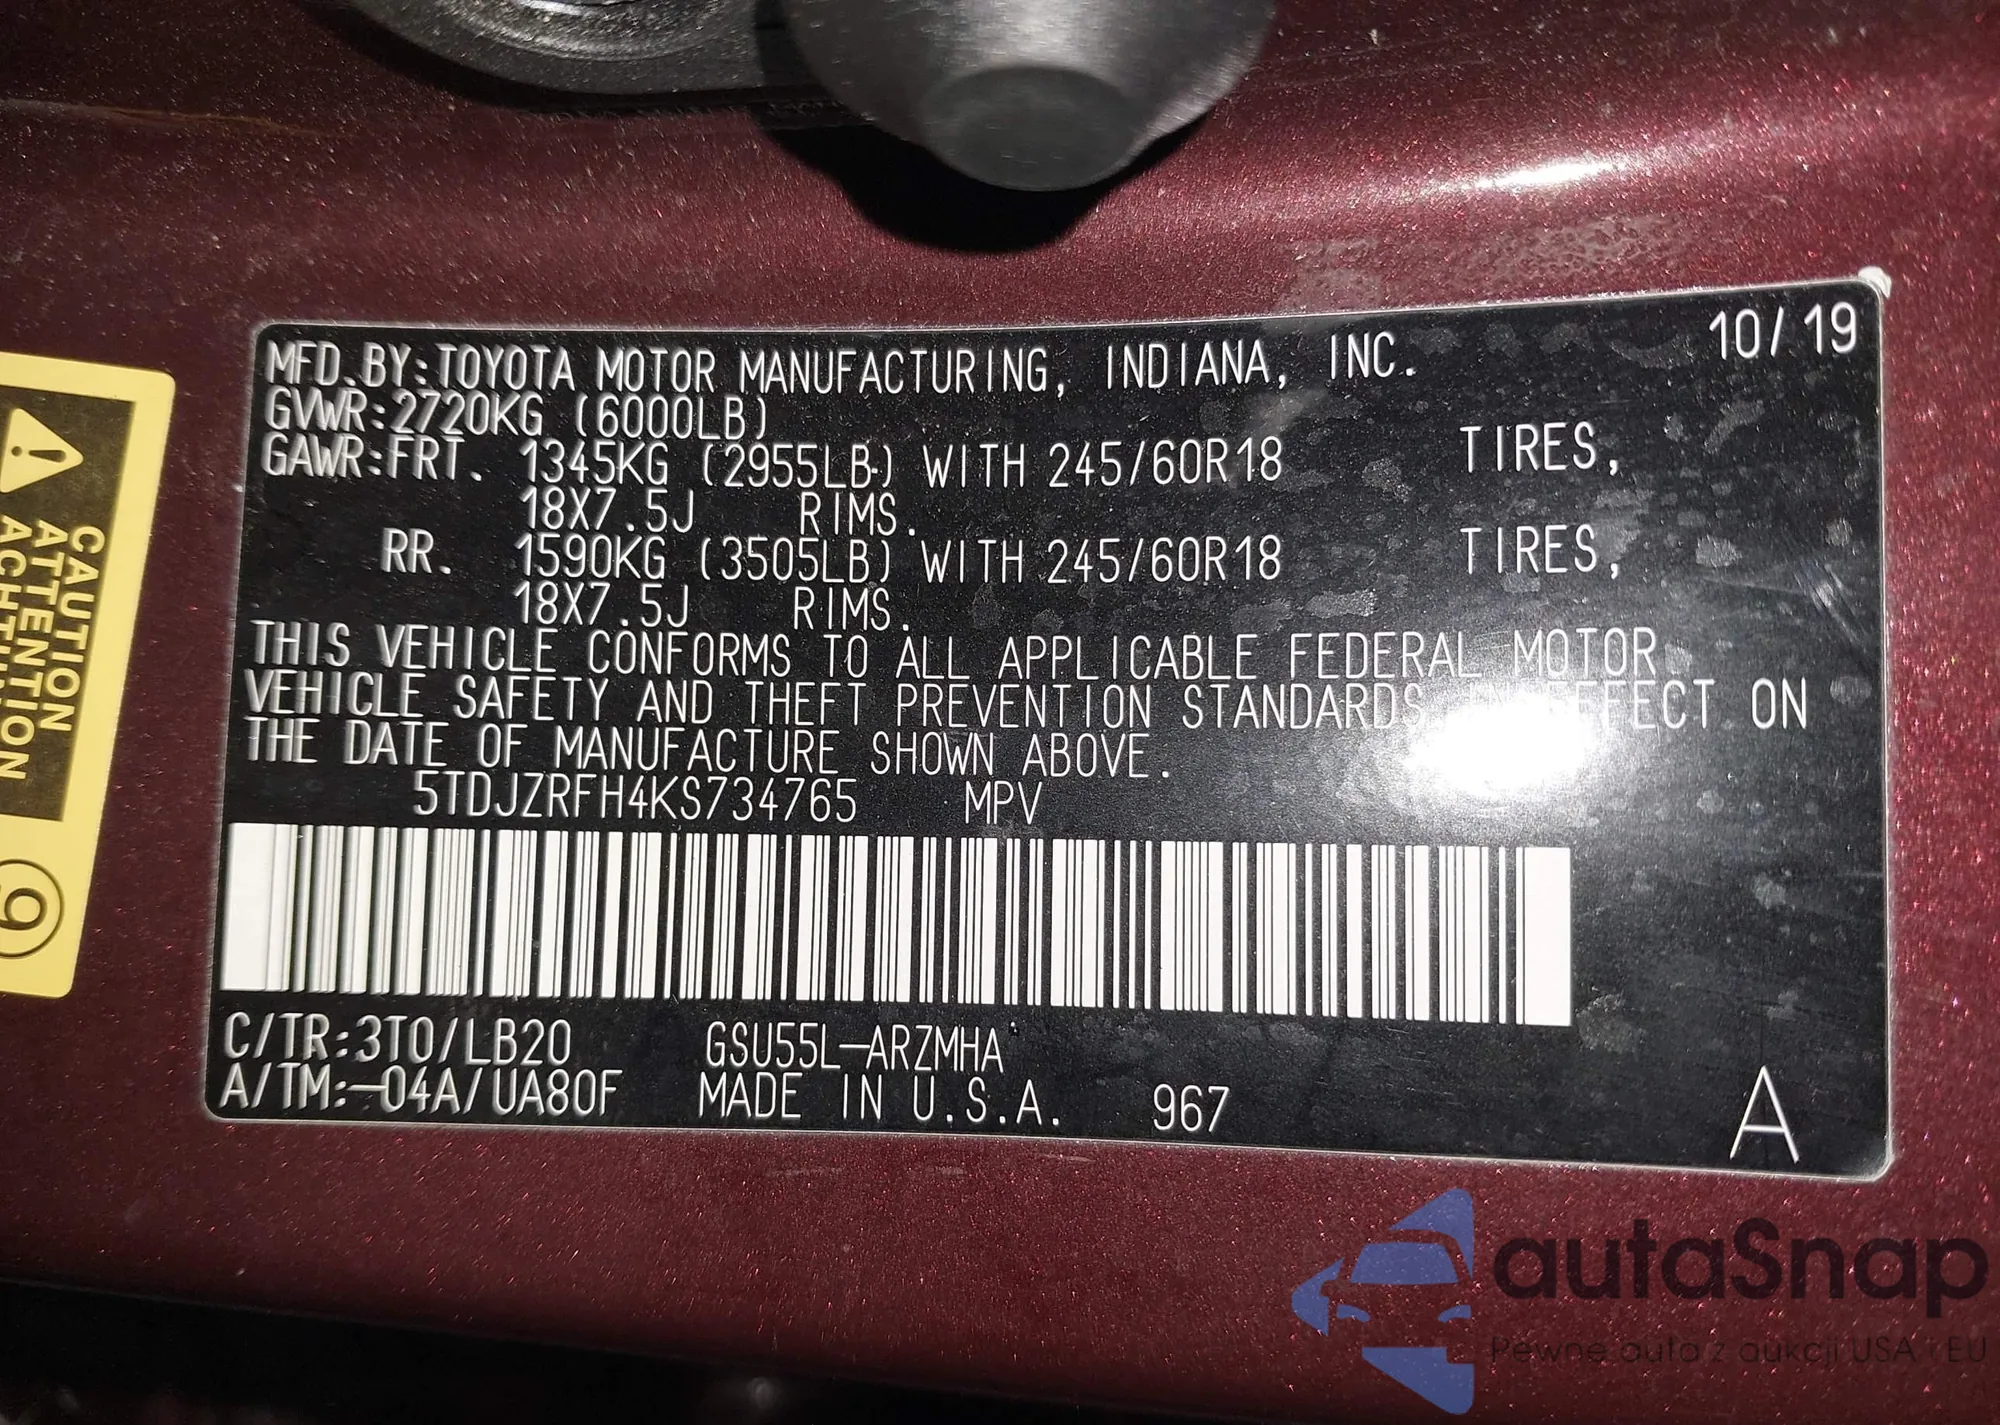 10/19
MFD.BY:TOYOTA MOTOR MANUFACTURING, INDIANA, INC.
GVWR:2720KG (6000LB)
GAWR:FRT. 1345KG (2955LB) WITH 245/60R18 TIRES,
18X7.5J RIMS.
RR. 1590KG (3505LB) WITH 245/60R18 TIRES,
18X7.5J RIMS.
THIS VEHICLE CONFORMS TO ALL APPLICABLE FEDERAL MOTOR
VEHICLE SAFETY AND THEFT PREVENTION STANDARDS IN EFFECT ON
THE DATE OF MANUFACTURE SHOWN ABOVE.
5TDJZRFH4KS734765 MPV
C/TR:3T0/LB20 GSU55L-ARZMHA
A/TM:-04A/UA80F MADE IN U.S.A. 967
A
CAUTION
ATTENTION
ACHTUNG
9
autaSnap
Pewne auta z aukcji USA i EU